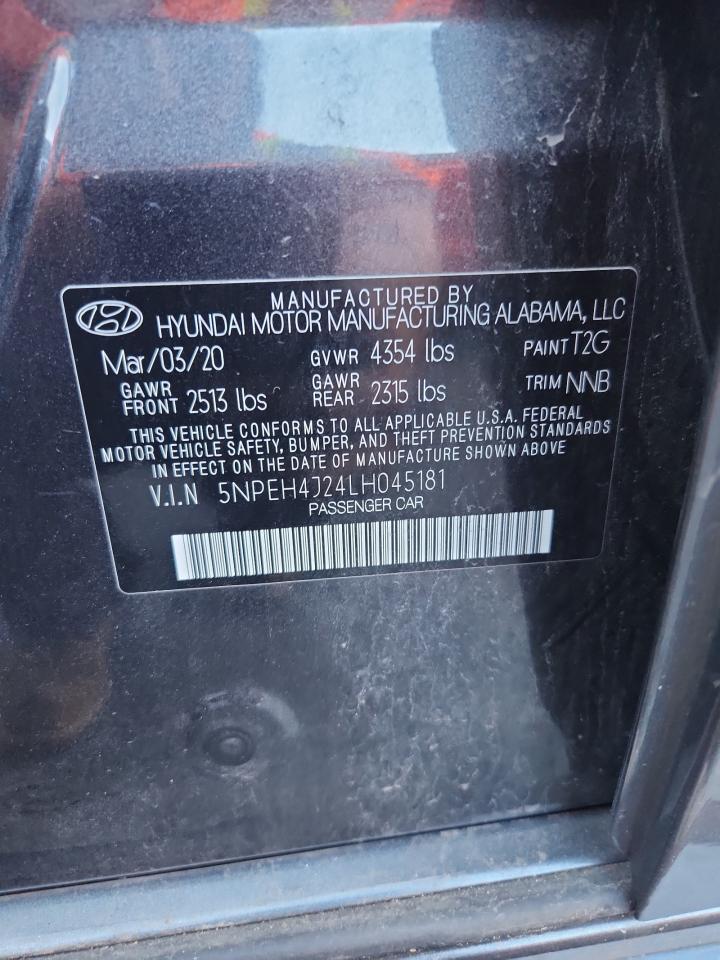 MANUFACTURED BY
HYUNDAI MOTOR MANUFACTURING ALABAMA, LLC
Mar/03/20 GVWR 4354 lbs PAINT T2G
GAWR FRONT 2513 lbs GAWR REAR 2315 lbs TRIM NNB
THIS VEHICLE CONFORMS TO ALL APPLICABLE U.S.A. FEDERAL
MOTOR VEHICLE SAFETY, BUMPER, AND THEFT PREVENTION STANDARDS
IN EFFECT ON THE DATE OF MANUFACTURE SHOWN ABOVE
V.I.N 5NPEH4J24LH045181
PASSENGER CAR